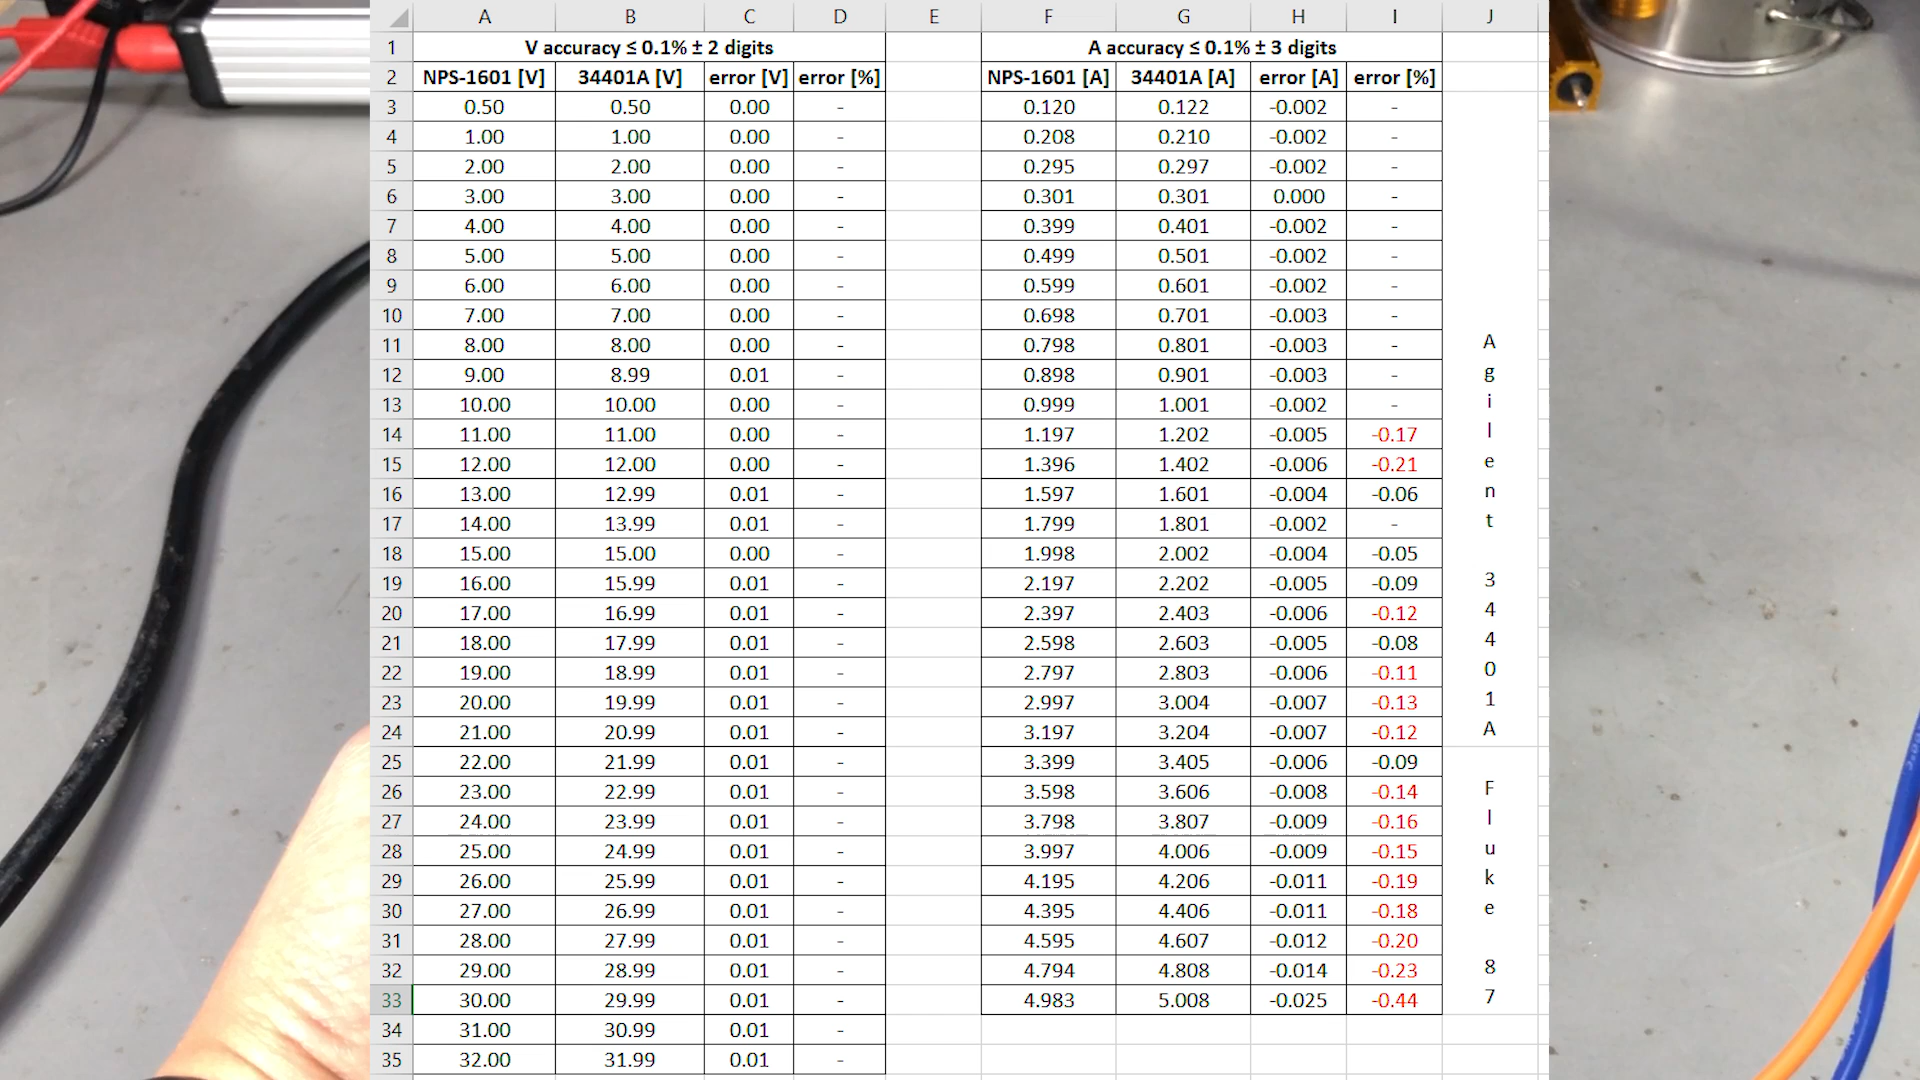 A B C D E F G H I J
1 V accuracy ≤ 0.1% ± 2 digits A accuracy ≤ 0.1% ± 3 digits
2 NPS-1601 [V] 34401A [V] error [V] error [%] NPS-1601 [A] 34401A [A] error [A] error [%]
3 0.50 0.50 0.00 - 0.120 0.122 -0.002 -
4 1.00 1.00 0.00 - 0.208 0.210 -0.002 -
5 2.00 2.00 0.00 - 0.295 0.297 -0.002 -
6 3.00 3.00 0.00 - 0.301 0.301 0.000 -
7 4.00 4.00 0.00 - 0.399 0.401 -0.002 -
8 5.00 5.00 0.00 - 0.499 0.501 -0.002 -
9 6.00 6.00 0.00 - 0.599 0.601 -0.002 -
10 7.00 7.00 0.00 - 0.698 0.701 -0.003 -
11 8.00 8.00 0.00 - 0.798 0.801 -0.003 - A
12 9.00 8.99 0.01 - 0.898 0.901 -0.003 - g
13 10.00 10.00 0.00 - 0.999 1.001 -0.002 - i
14 11.00 11.00 0.00 - 1.197 1.202 -0.005 -0.17 l
15 12.00 12.00 0.00 - 1.396 1.402 -0.006 -0.21 e
16 13.00 12.99 0.01 - 1.597 1.601 -0.004 -0.06 n
17 14.00 13.99 0.01 - 1.799 1.801 -0.002 - t
18 15.00 15.00 0.00 - 1.998 2.002 -0.004 -0.05
19 16.00 15.99 0.01 - 2.197 2.202 -0.005 -0.09 3
20 17.00 16.99 0.01 - 2.397 2.403 -0.006 -0.12 4
21 18.00 17.99 0.01 - 2.598 2.603 -0.005 -0.08 4
22 19.00 18.99 0.01 - 2.797 2.803 -0.006 -0.11 0
23 20.00 19.99 0.01 - 2.997 3.004 -0.007 -0.13 1
24 21.00 20.99 0.01 - 3.197 3.204 -0.007 -0.12 A
25 22.00 21.99 0.01 - 3.399 3.405 -0.006 -0.09
26 23.00 22.99 0.01 - 3.598 3.606 -0.008 -0.14 F
27 24.00 23.99 0.01 - 3.798 3.807 -0.009 -0.16 l
28 25.00 24.99 0.01 - 3.997 4.006 -0.009 -0.15 u
29 26.00 25.99 0.01 - 4.195 4.206 -0.011 -0.19 k
30 27.00 26.99 0.01 - 4.395 4.406 -0.011 -0.18 e
31 28.00 27.99 0.01 - 4.595 4.607 -0.012 -0.20
32 29.00 28.99 0.01 - 4.794 4.808 -0.014 -0.23 8
33 30.00 29.99 0.01 - 4.983 5.008 -0.025 -0.44 7
34 31.00 30.99 0.01 -
35 32.00 31.99 0.01 -